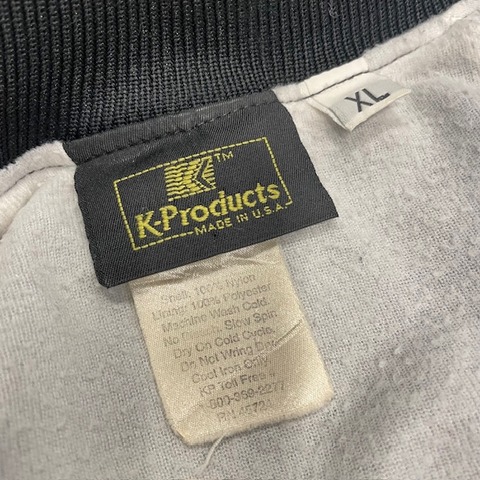 XL
K TM
K-Products
MADE IN U.S.A.
Shell: 100% Nylon
Lining: 100% Polyester
Machine Wash Cold
No Bleach. Slow Spin
Dry On Cold Cycle.
Do Not Wring Dry
Cool Iron Only
KP Toll Free #